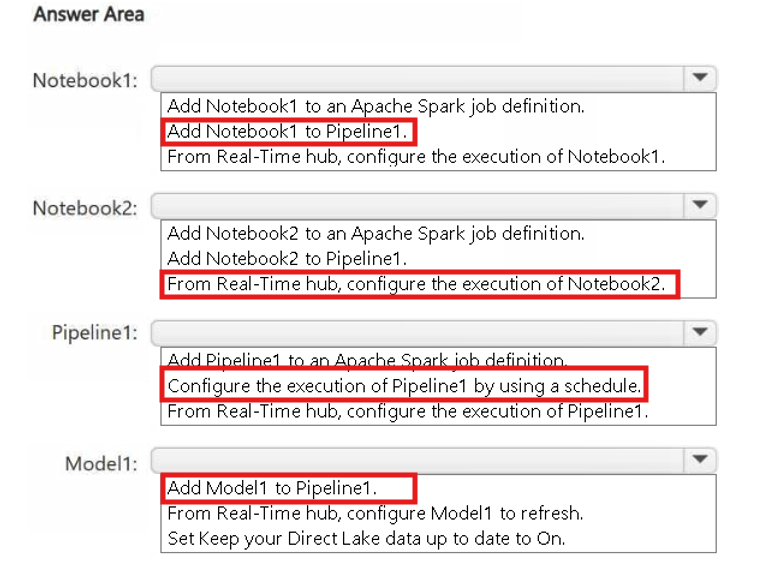 Answer Area
Notebook1:
Add Notebook1 to an Apache Spark job definition.
Add Notebook1 to Pipeline1.
From Real-Time hub, configure the execution of Notebook1.
Notebook2:
Add Notebook2 to an Apache Spark job definition.
Add Notebook2 to Pipeline1.
From Real-Time hub, configure the execution of Notebook2.
Pipeline1:
Add Pipeline1 to an Apache Spark job definition.
Configure the execution of Pipeline1 by using a schedule.
From Real-Time hub, configure the execution of Pipeline1.
Model1:
Add Model1 to Pipeline1.
From Real-Time hub, configure Model1 to refresh.
Set Keep your Direct Lake data up to date to On.